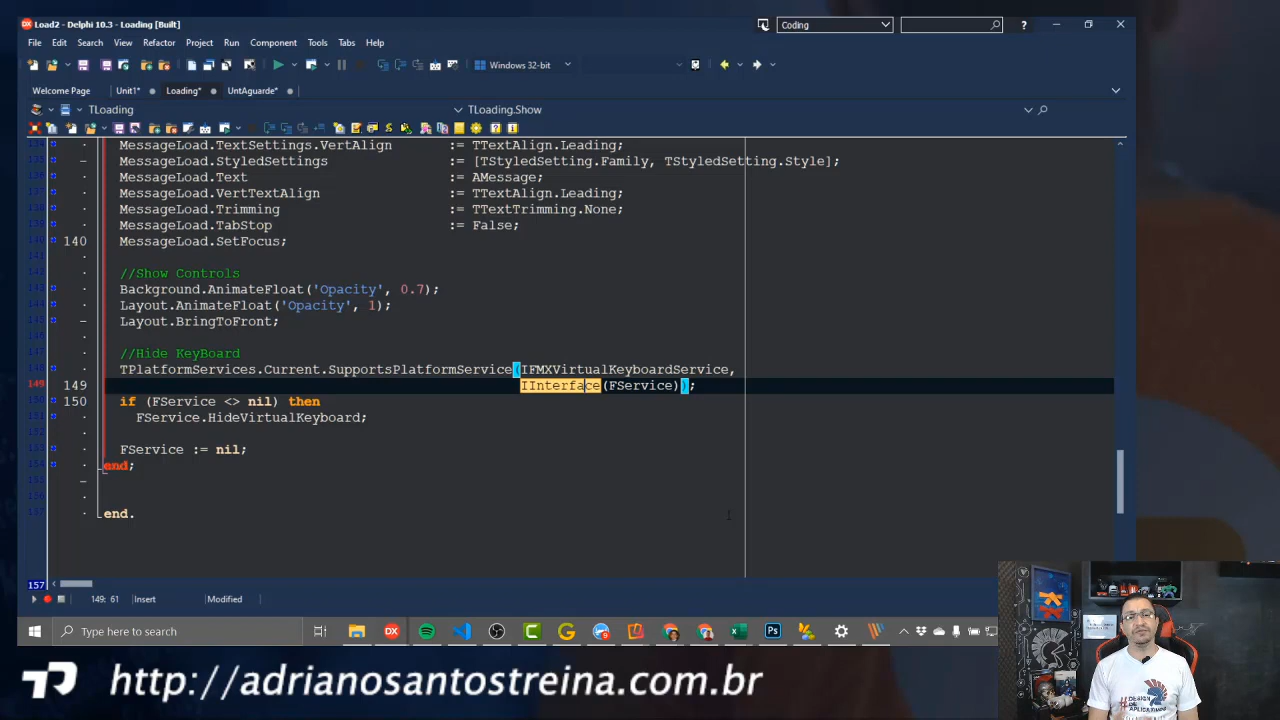 Load2 - Delphi 10.3 - Loading [Built]
Coding
?
File Edit Search View Refactor Project Run Component Tools Tabs Help
Windows 32-bit
Welcome Page Unit1* Loading* UntAguarde*
TLoading TLoading.Show
MessageLoad.TextSettings.VertAlign := TTextAlign.Leading;
MessageLoad.StyledSettings := [TStyledSetting.Family, TStyledSetting.Style];
MessageLoad.Text := AMessage;
MessageLoad.VertTextAlign := TTextAlign.Leading;
MessageLoad.Trimming := TTextTrimming.None;
MessageLoad.TabStop := False;
140 MessageLoad.SetFocus;
//Show Controls
Background.AnimateFloat('Opacity', 0.7);
Layout.AnimateFloat('Opacity', 1);
Layout.BringToFront;
//Hide KeyBoard
TPlatformServices.Current.SupportsPlatformService(IFMXVirtualKeyboardService,
149 IInterface(FService));
150 if (FService <> nil) then
FService.HideVirtualKeyboard;
FService := nil;
end;
end.
157
149: 61 Insert Modified
Type here to search
http://adrianosantostreina.com.br